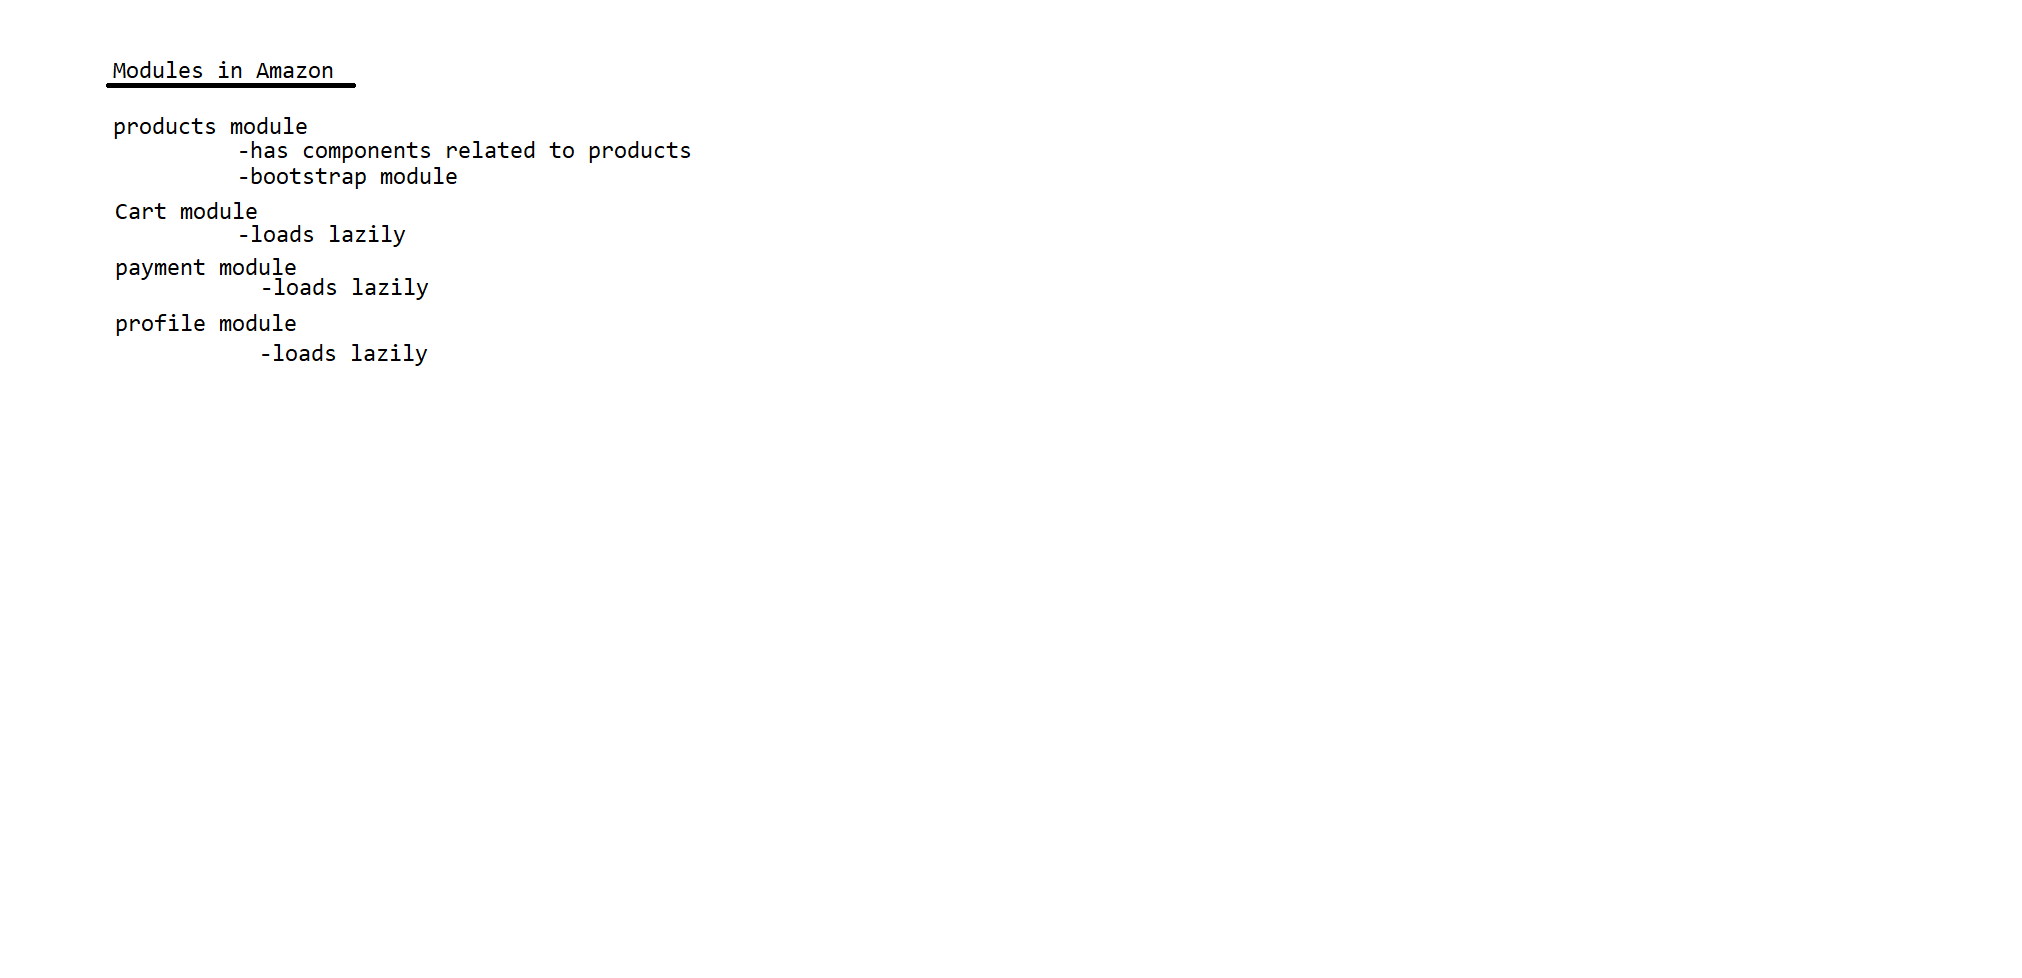 Modules in Amazon
products module
-has components related to products
-bootstrap module
Cart module
-loads lazily
payment module
-loads lazily
profile module
-loads lazily